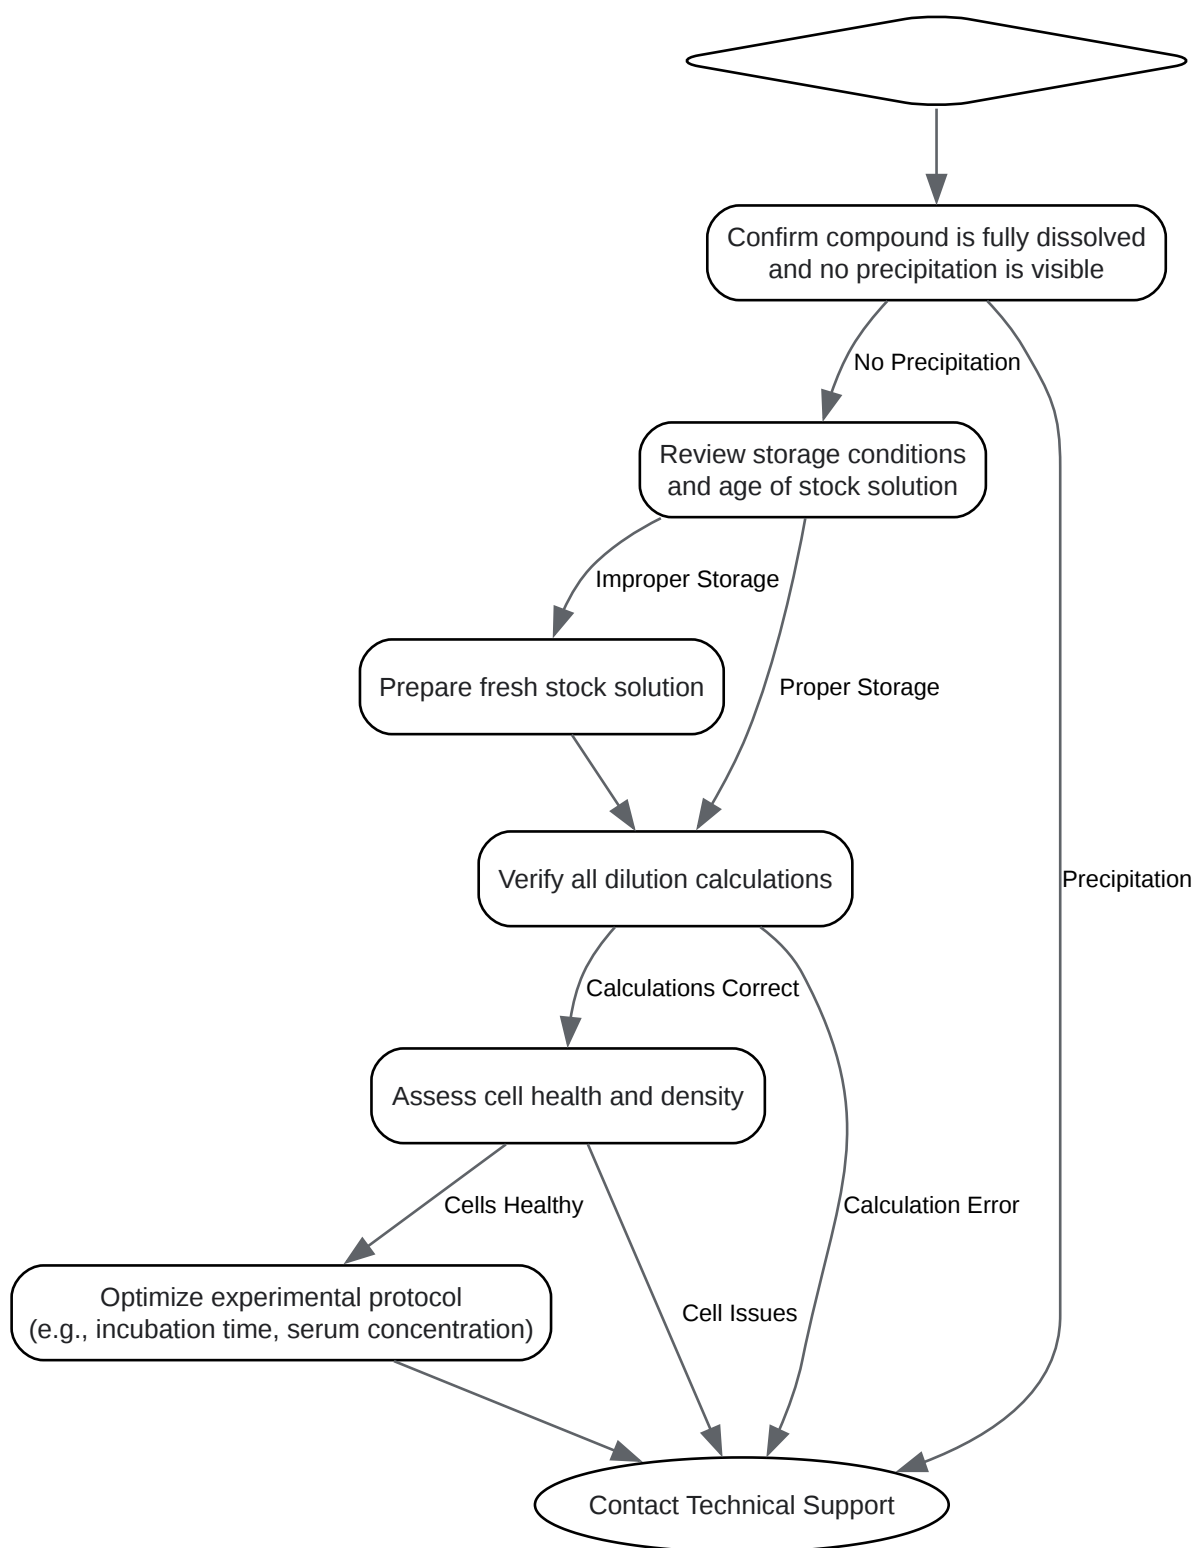 Confirm compound is fully dissolved
and no precipitation is visible
No Precipitation
Review storage conditions
and age of stock solution
Improper Storage
Prepare fresh stock solution
Proper Storage
Verify all dilution calculations
Precipitation
Calculations Correct
Assess cell health and density
Cells Healthy
Calculation Error
Optimize experimental protocol
(e.g., incubation time, serum concentration)
Cell Issues
Contact Technical Support